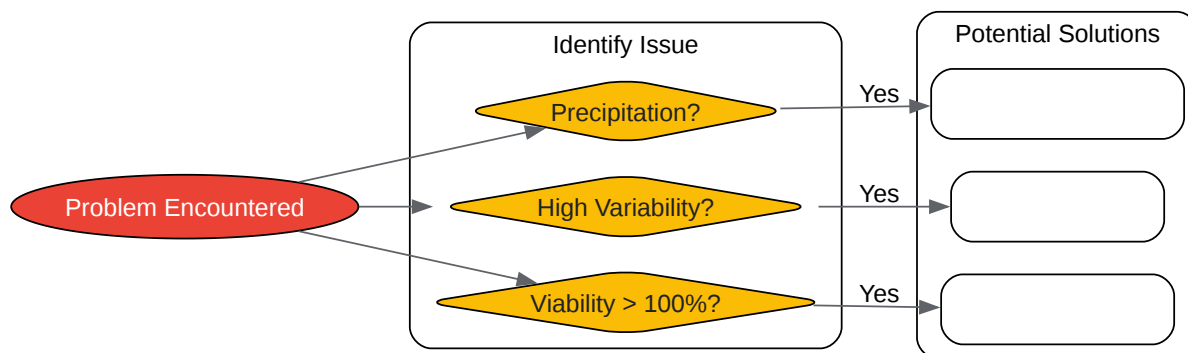 Identify Issue
Potential Solutions
Precipitation?
Yes
Problem Encountered
High Variability?
Yes
Viability > 100%?
Yes